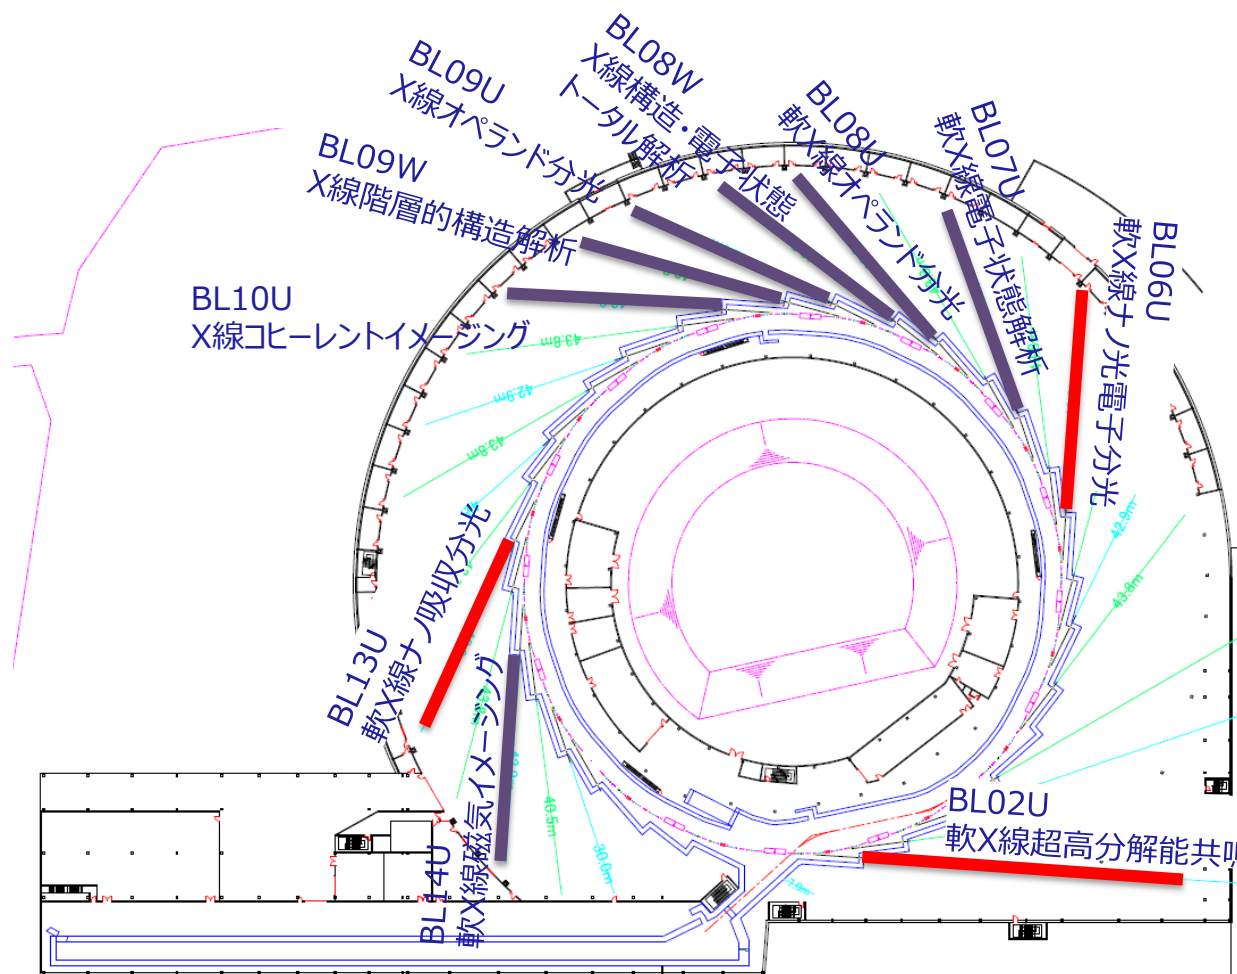 BL08W
X線構造・電子状態
トータル解析
BL09U
X線オペランド分光
BL09W
X線階層的構造解析
BL10U
X線コヒーレントイメージング
BL08U
軟X線オペランド分光
BL07U
軟X線電子状態解析
BL06U
軟X線ナノ光電子分光
BL13U
軟X線ナノ吸収分光
BL14U
軟X線磁気イメージング
BL02U
軟X線超高分解能共
43.8m
42.9m
43.8m
42.9m
43.8m
40.5m
30.0m